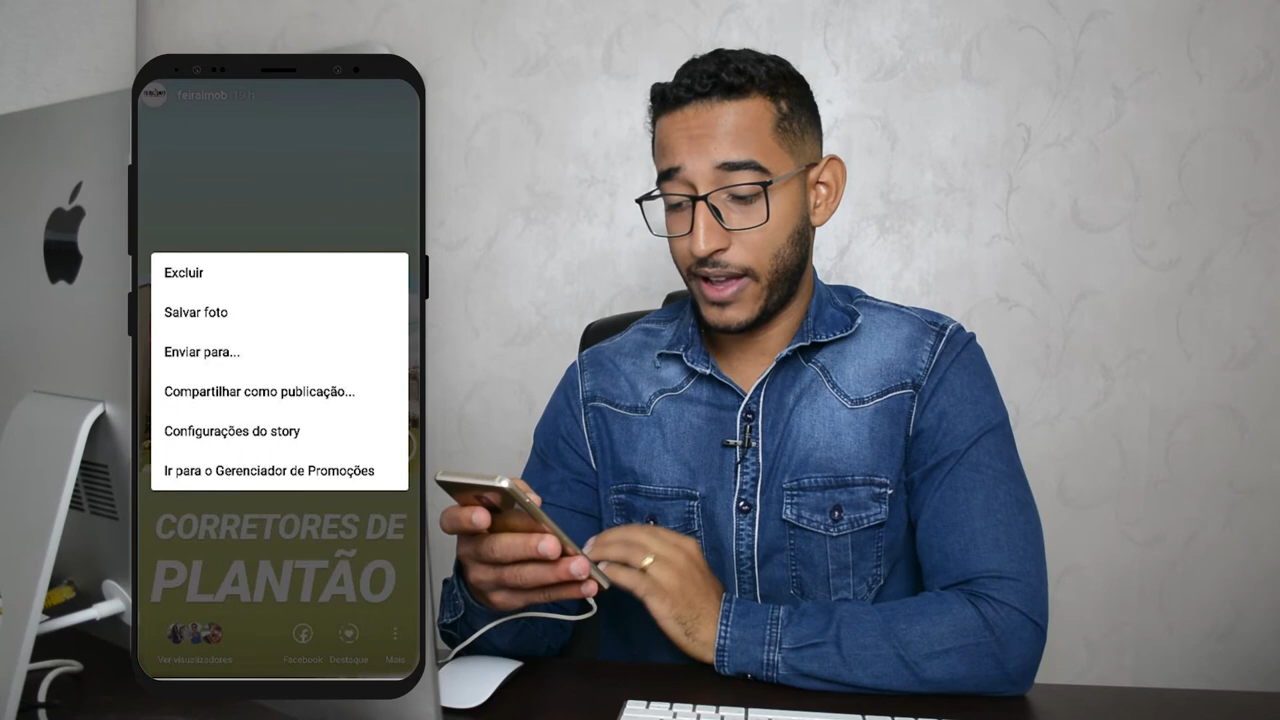 feiraimob 19 h
Excluir
Salvar foto
Enviar para...
Compartilhar como publicação...
Configurações do story
Ir para o Gerenciador de Promoções
CORRETORES DE
PLANTÃO
Ver visualizadores Facebook Destaque Mais